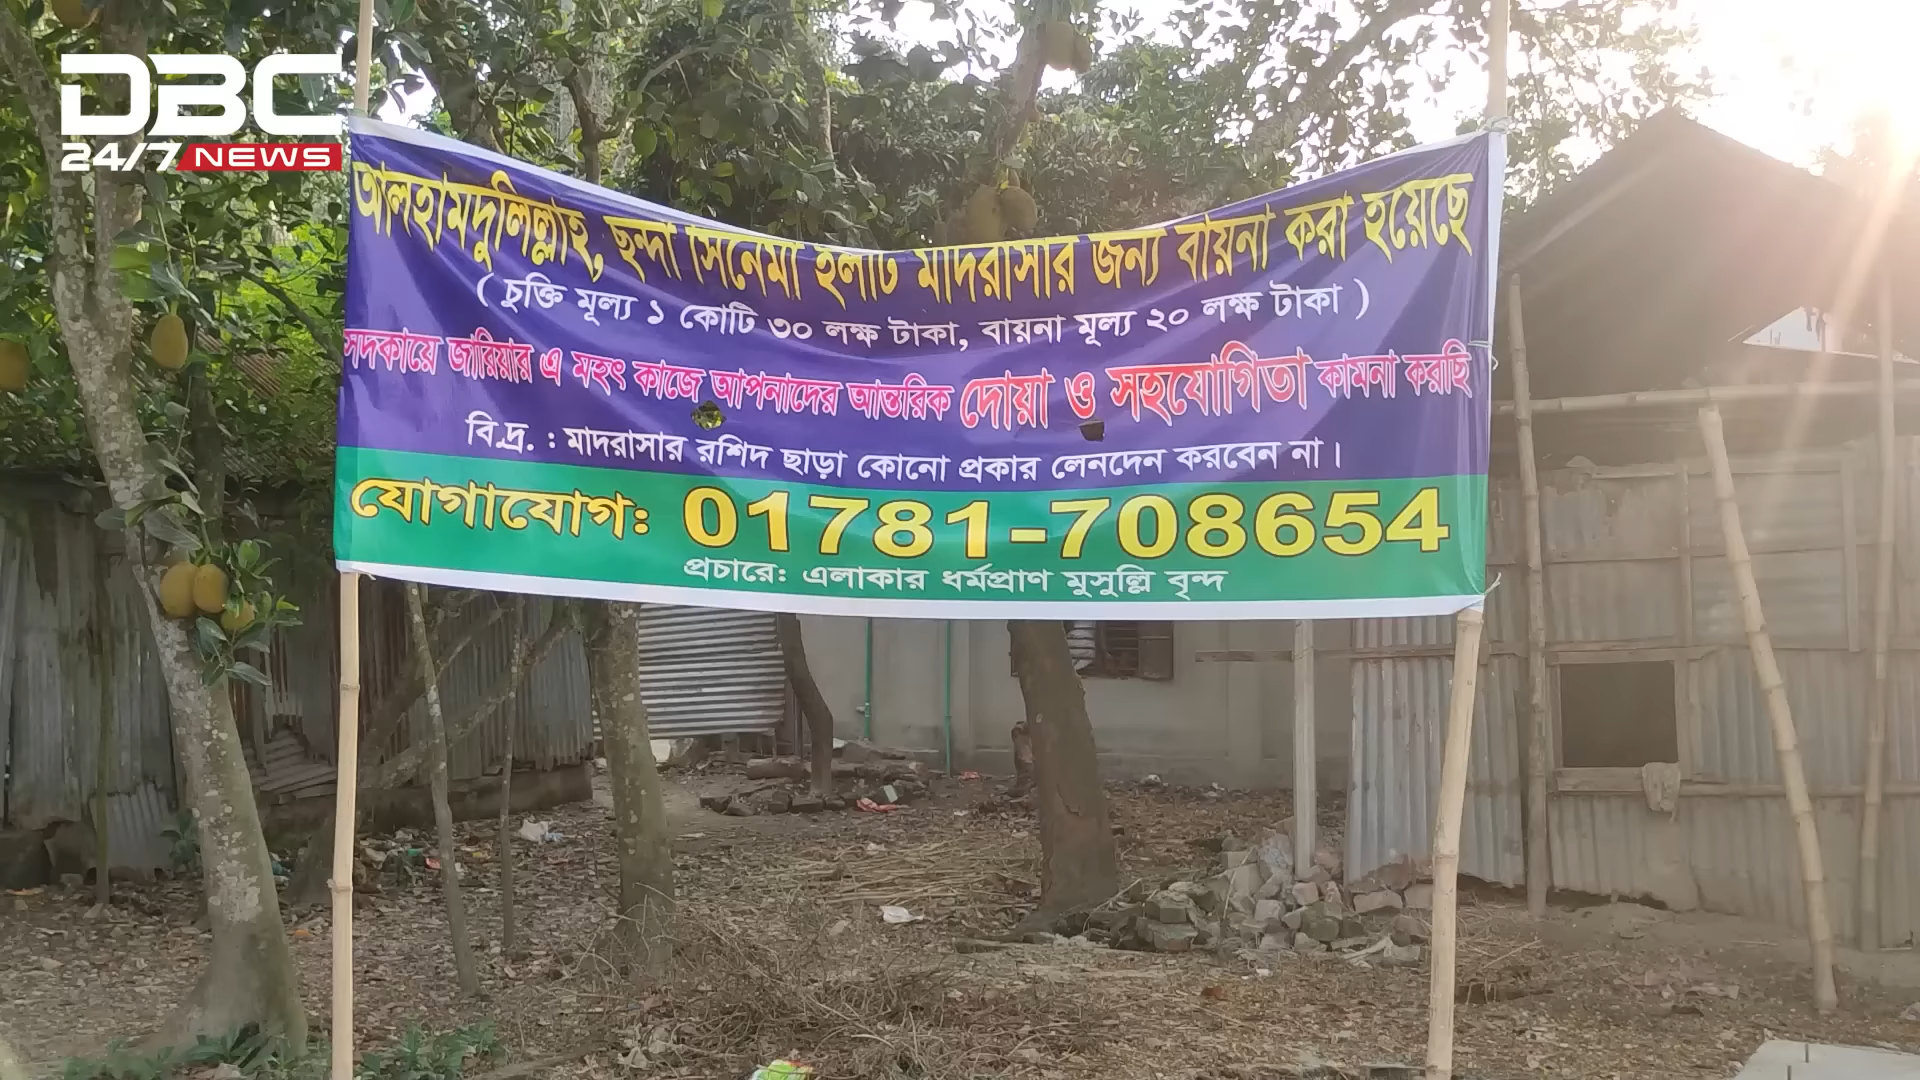 DBC
24/7 NEWS
আলহামদুলিল্লাহ, ছন্দা সিনেমা হলটি মাদরাসার জন্য বায়না করা হয়েছে
( চুক্তি মূল্য ১ কোটি ৩০ লক্ষ টাকা, বায়না মূল্য ২০ লক্ষ টাকা )
সদকায়ে জারিয়ার এ মহৎ কাজে আপনাদের আন্তরিক দোয়া ও সহযোগিতা কামনা করছি
বি.দ্র. : মাদরাসার রশিদ ছাড়া কোনো প্রকার লেনদেন করবেন না।
যোগাযোগঃ 01781-708654
প্রচারে: এলাকার ধর্মপ্রাণ মুসুল্লি বৃন্দ